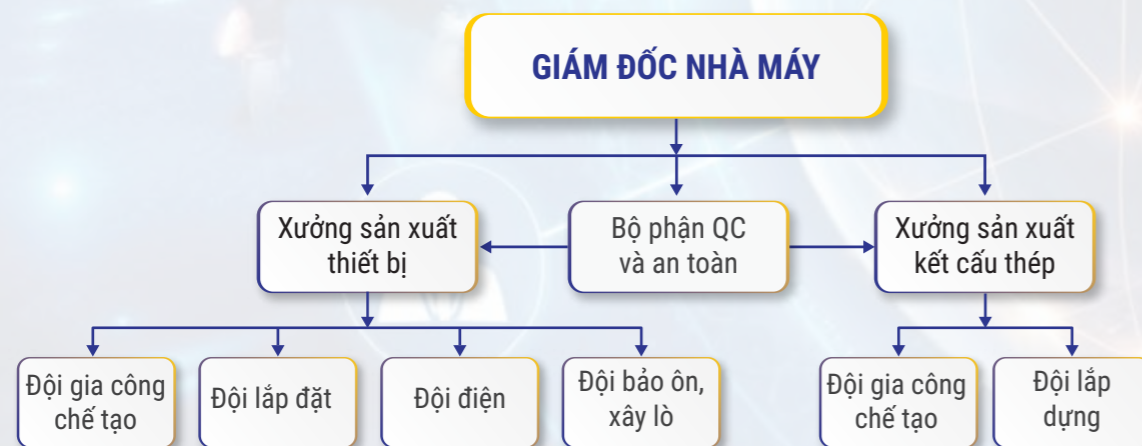 GIÁM ĐỐC NHÀ MÁY
Xưởng sản xuất
thiết bị
Bộ phận QC
và an toàn
Xưởng sản xuất
kết cấu thép
Đội gia công
chế tạo
Đội lắp đặt
Đội điện
Đội bảo ôn,
xây lò
Đội gia công
chế tạo
Đội lắp
dựng